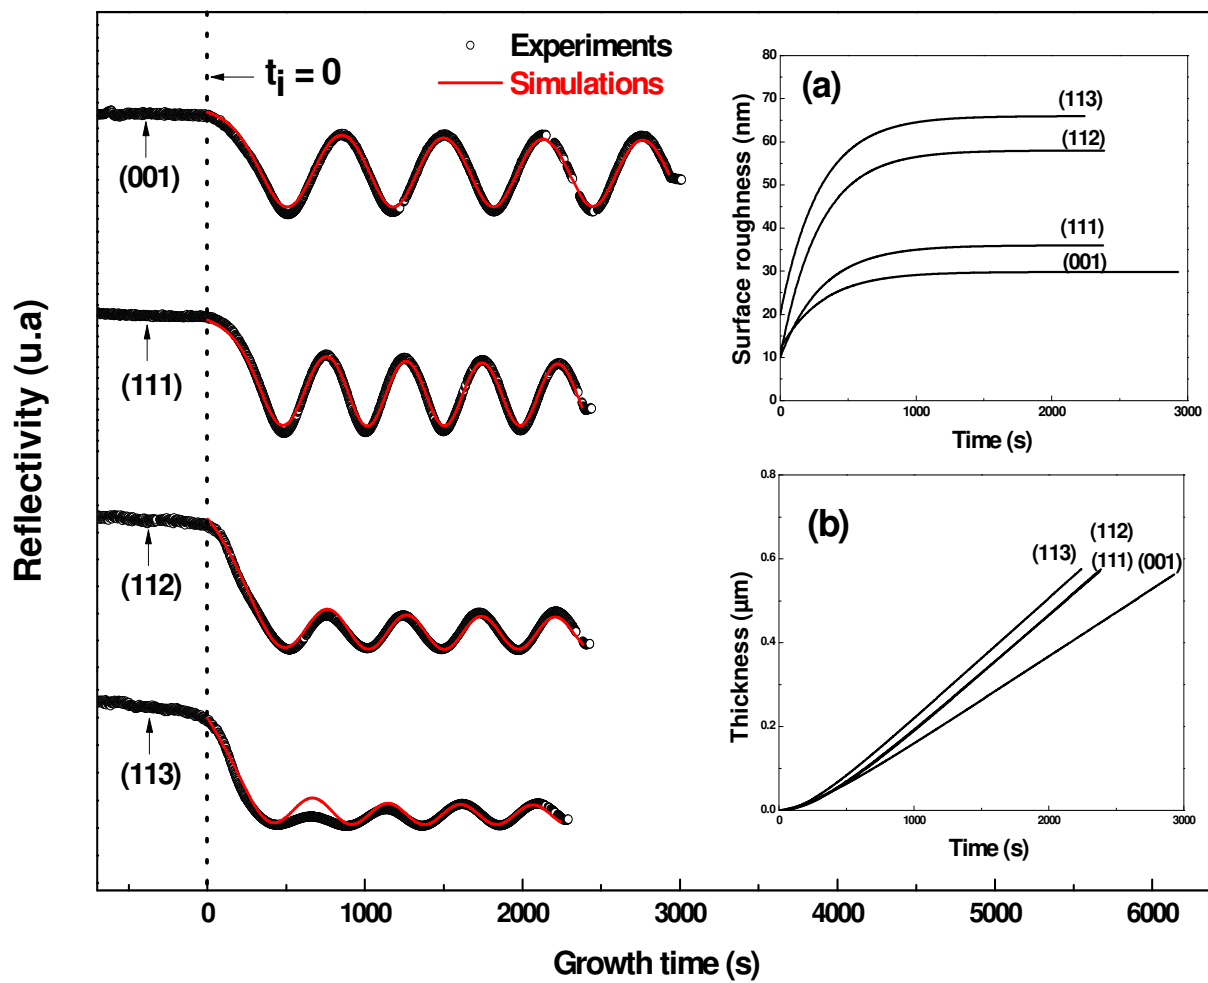 Experiments
Simulations
tᵢ = 0
(001)
(111)
(112)
(113)
Reflectivity (u.a)
0 1000 2000 3000 4000 5000 6000
Growth time (s)
(a)
80
70
60
50
40
30
20
10
0
Surface roughness (nm)
(113)
(112)
(111)
(001)
0 1000 2000 3000
Time (s)
(b)
0.8
0.6
0.4
0.2
0.0
Thickness (μm)
(112)
(113) (111) (001)
0 1000 2000 3000
Time (s)